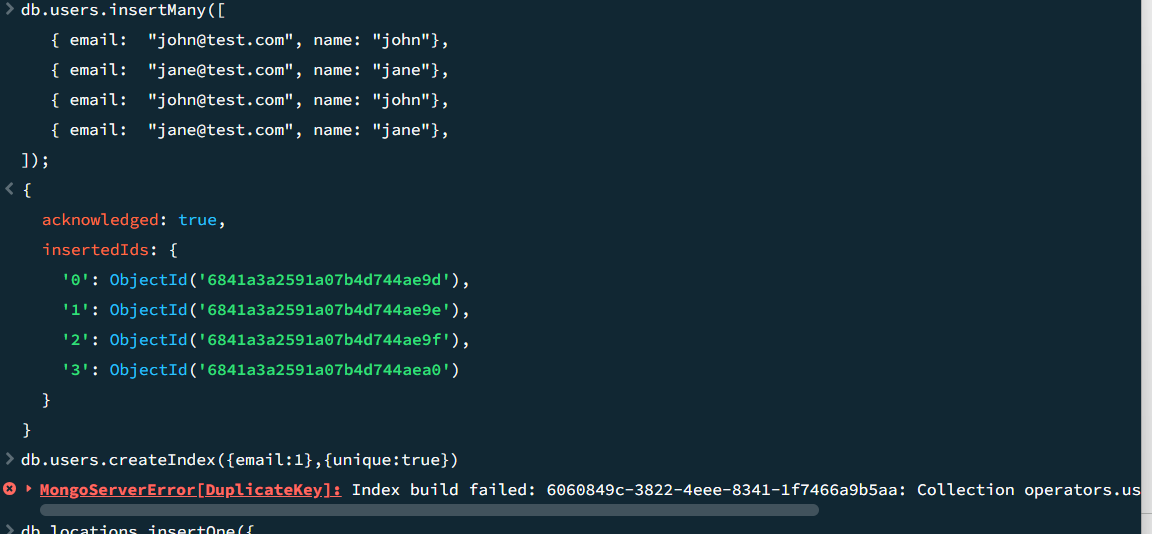 db.users.insertMany([
{ email:  "john@test.com", name: "john"},
{ email:  "jane@test.com", name: "jane"},
{ email:  "john@test.com", name: "john"},
{ email:  "jane@test.com", name: "jane"},
]);
{
acknowledged: true,
insertedIds: {
'0': ObjectId('6841a3a2591a07b4d744ae9d'),
'1': ObjectId('6841a3a2591a07b4d744ae9e'),
'2': ObjectId('6841a3a2591a07b4d744ae9f'),
'3': ObjectId('6841a3a2591a07b4d744aea0')
}
}
db.users.createIndex({email:1},{unique:true})
MongoServerError[DuplicateKey]: Index build failed: 6060849c-3822-4eee-8341-1f7466a9b5aa: Collection operators.us
db.locations.insertOne({